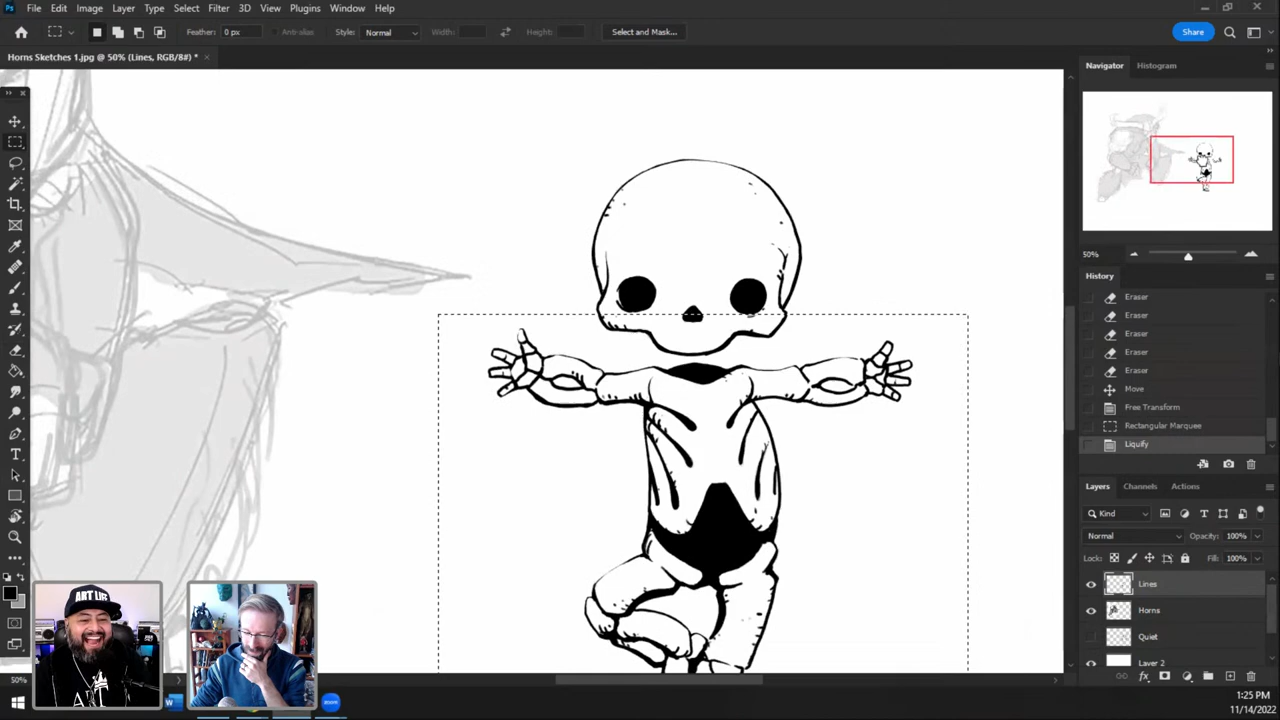 Ps File Edit Image Layer Type Select Filter 3D View Plugins Window Help
Feather: 0 px Anti-alias Style: Normal Width: Height: Select and Mask... Share
Horns Sketches 1.jpg @ 50% (Lines, RGB/8#) *
Navigator Histogram
50%
History
Eraser
Eraser
Eraser
Eraser
Eraser
Move
Free Transform
Rectangular Marquee
Liquify
Layers Channels Actions
Kind
Normal Opacity: 100%
Lock: Fill: 100%
Lines
Horns
Quiet
Layer 2
ART LIFE
ART
50%
W
zoom
1:25 PM
11/14/2022